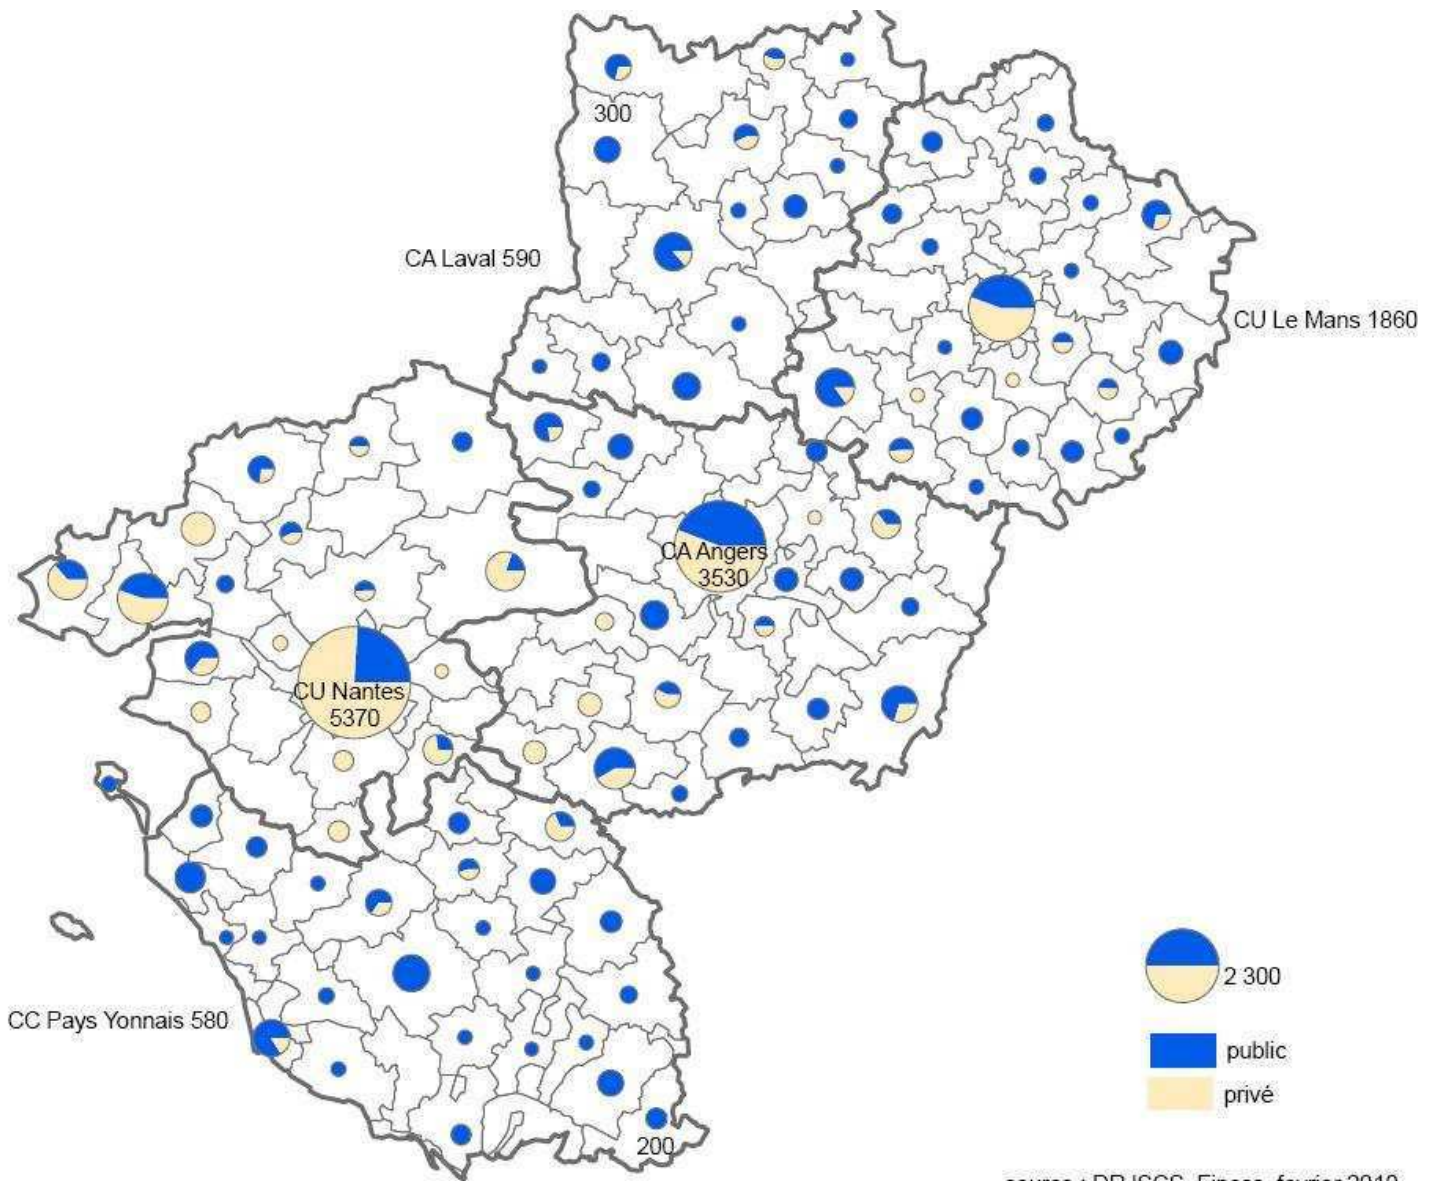 300
CA Laval 590
CU Le Mans 1860
CA Angers
3530
CU Nantes
5370
2 300
CC Pays Yonnais 580
public
privé
200